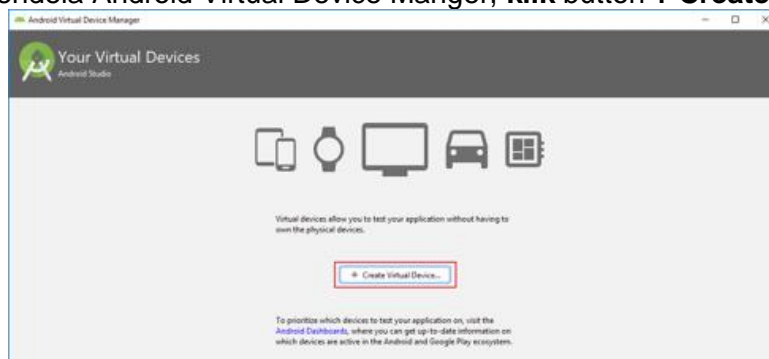 Android Virtual Device Manger, klik button + Create
Android Virtual Device Manager
Your Virtual Devices
Android Studio
Virtual devices allow you to test your application without having to
own the physical devices.
+ Create Virtual Device...
To prioritize which devices to test your application on, visit the
Android Dashboards, where you can get up-to-date information on
which devices are active in the Android and Google Play ecosystem.